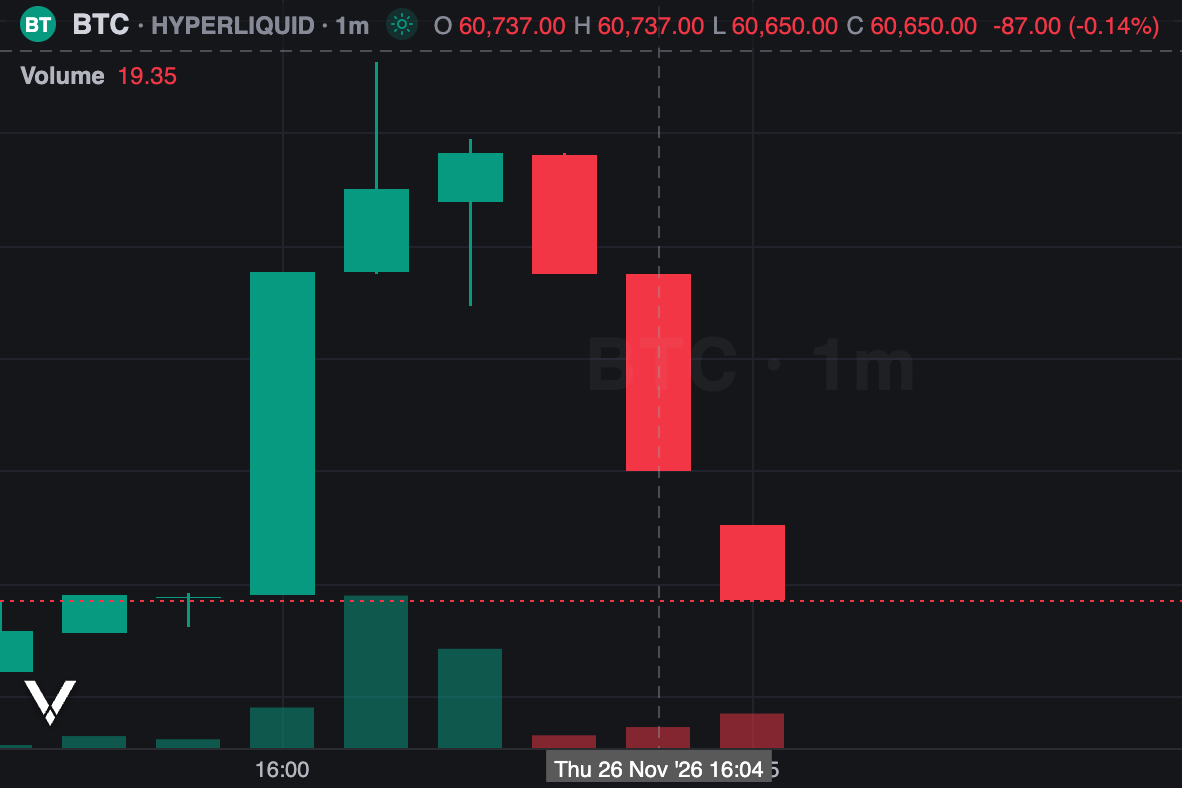 BT BTC · HYPERLIQUID · 1m O 60,737.00 H 60,737.00 L 60,650.00 C 60,650.00 -87.00 (-0.14%)
Volume 19.35
BTC · 1m
16:00 Thu 26 Nov '26 16:04 5